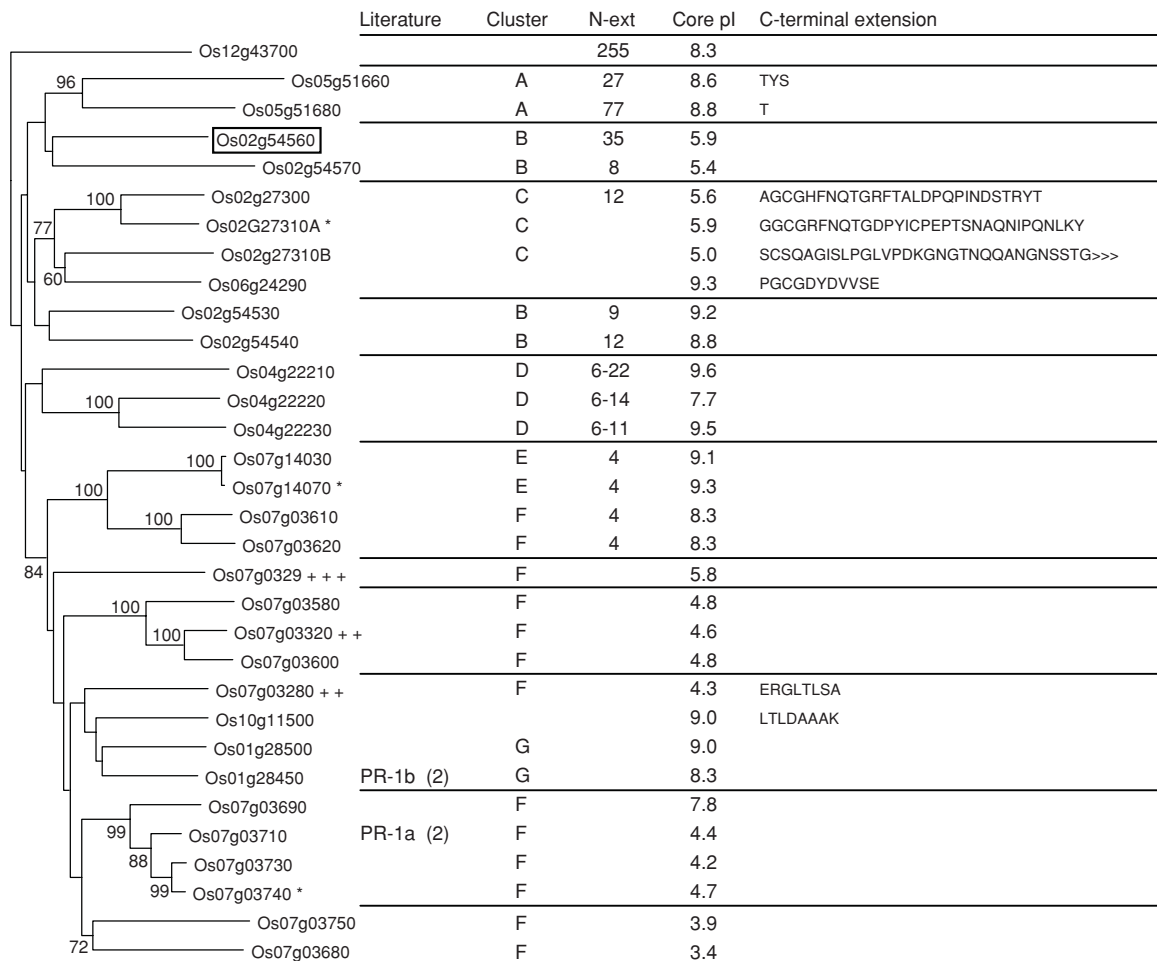 Literature Cluster N-ext Core pI C-terminal extension
Os12g43700 255 8.3
96 Os05g51660 A 27 8.6 TYS
Os05g51680 A 77 8.8 T
Os02g54560 B 35 5.9
Os02g54570 B 8 5.4
100 Os02g27300 C 12 5.6 AGCGHFNQTGRFTALDPQPINDSTRYT
77 Os02G27310A * C 5.9 GGCGRFNQTGDPYICPEPTSNAQNIPQNLKY
Os02g27310B C 5.0 SCSQAGISLPGLVPDKGNGTNQQANGNSSTG>>>
60 Os06g24290 9.3 PGCGDYDVVSE
Os02g54530 B 9 9.2
Os02g54540 B 12 8.8
Os04g22210 D 6-22 9.6
100 Os04g22220 D 6-14 7.7
Os04g22230 D 6-11 9.5
100 Os07g14030 E 4 9.1
100 Os07g14070 * E 4 9.3
100 Os07g03610 F 4 8.3
Os07g03620 F 4 8.3
84 Os07g0329 + + + F 5.8
100 Os07g03580 F 4.8
100 Os07g03320 + + F 4.6
Os07g03600 F 4.8
Os07g03280 + + F 4.3 ERGLTLSA
Os10g11500 9.0 LTLDAAAK
Os01g28500 G 9.0
Os01g28450 PR-1b (2) G 8.3
Os07g03690 F 7.8
99 Os07g03710 PR-1a (2) F 4.4
88 Os07g03730 F 4.2
99 Os07g03740 * F 4.7
Os07g03750 F 3.9
72 Os07g03680 F 3.4